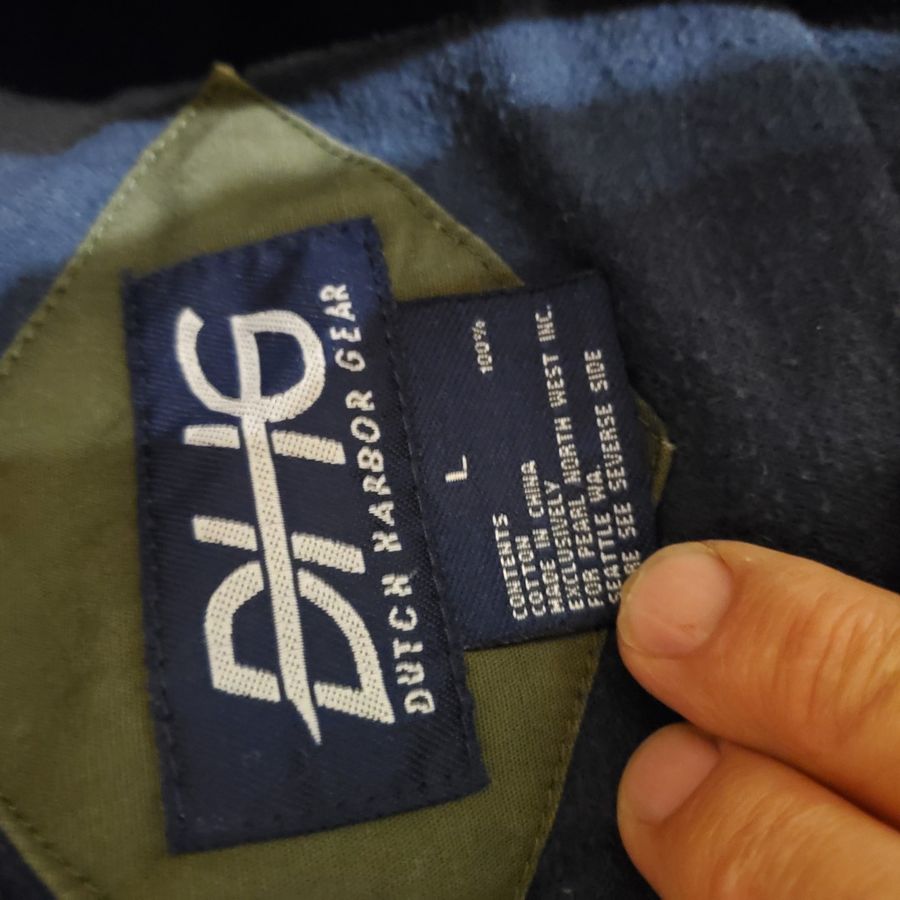 DHG
DUTCH HARBOR GEAR
L
CONTENTS 100%
COTTON
MADE IN CHINA
EXCLUSIVELY
FOR PEARL NORTH WEST INC.
SEATTLE WA.
SEE SEVERSE SIDE